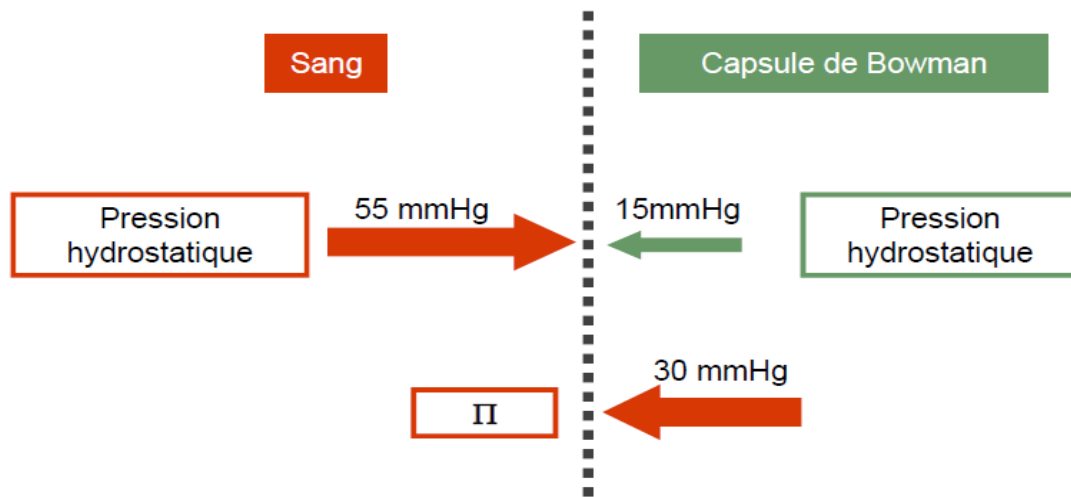 Sang
Capsule de Bowman
Pression
hydrostatique
55 mmHg
15mmHg
Pression
hydrostatique
30 mmHg
Π